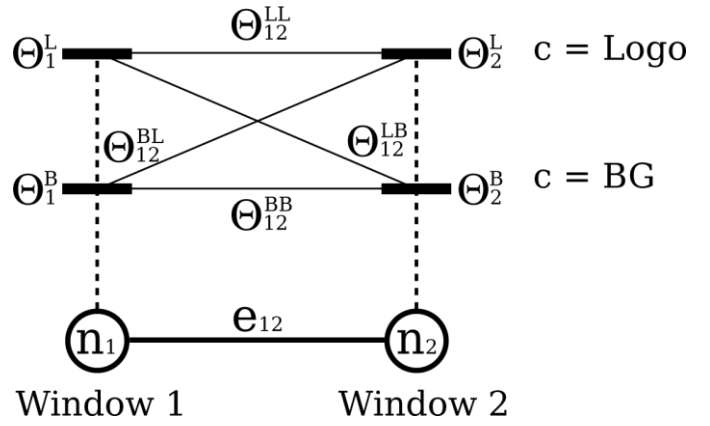 Θ₁ᴸ Θ₁₂ᴸᴸ Θ₂ᴸ c = Logo
Θ₁₂ᴮᴸ Θ₁₂ᴸᴮ
Θ₁ᴮ Θ₁₂ᴮᴮ Θ₂ᴮ c = BG
n₁ e₁₂ n₂
Window 1 Window 2